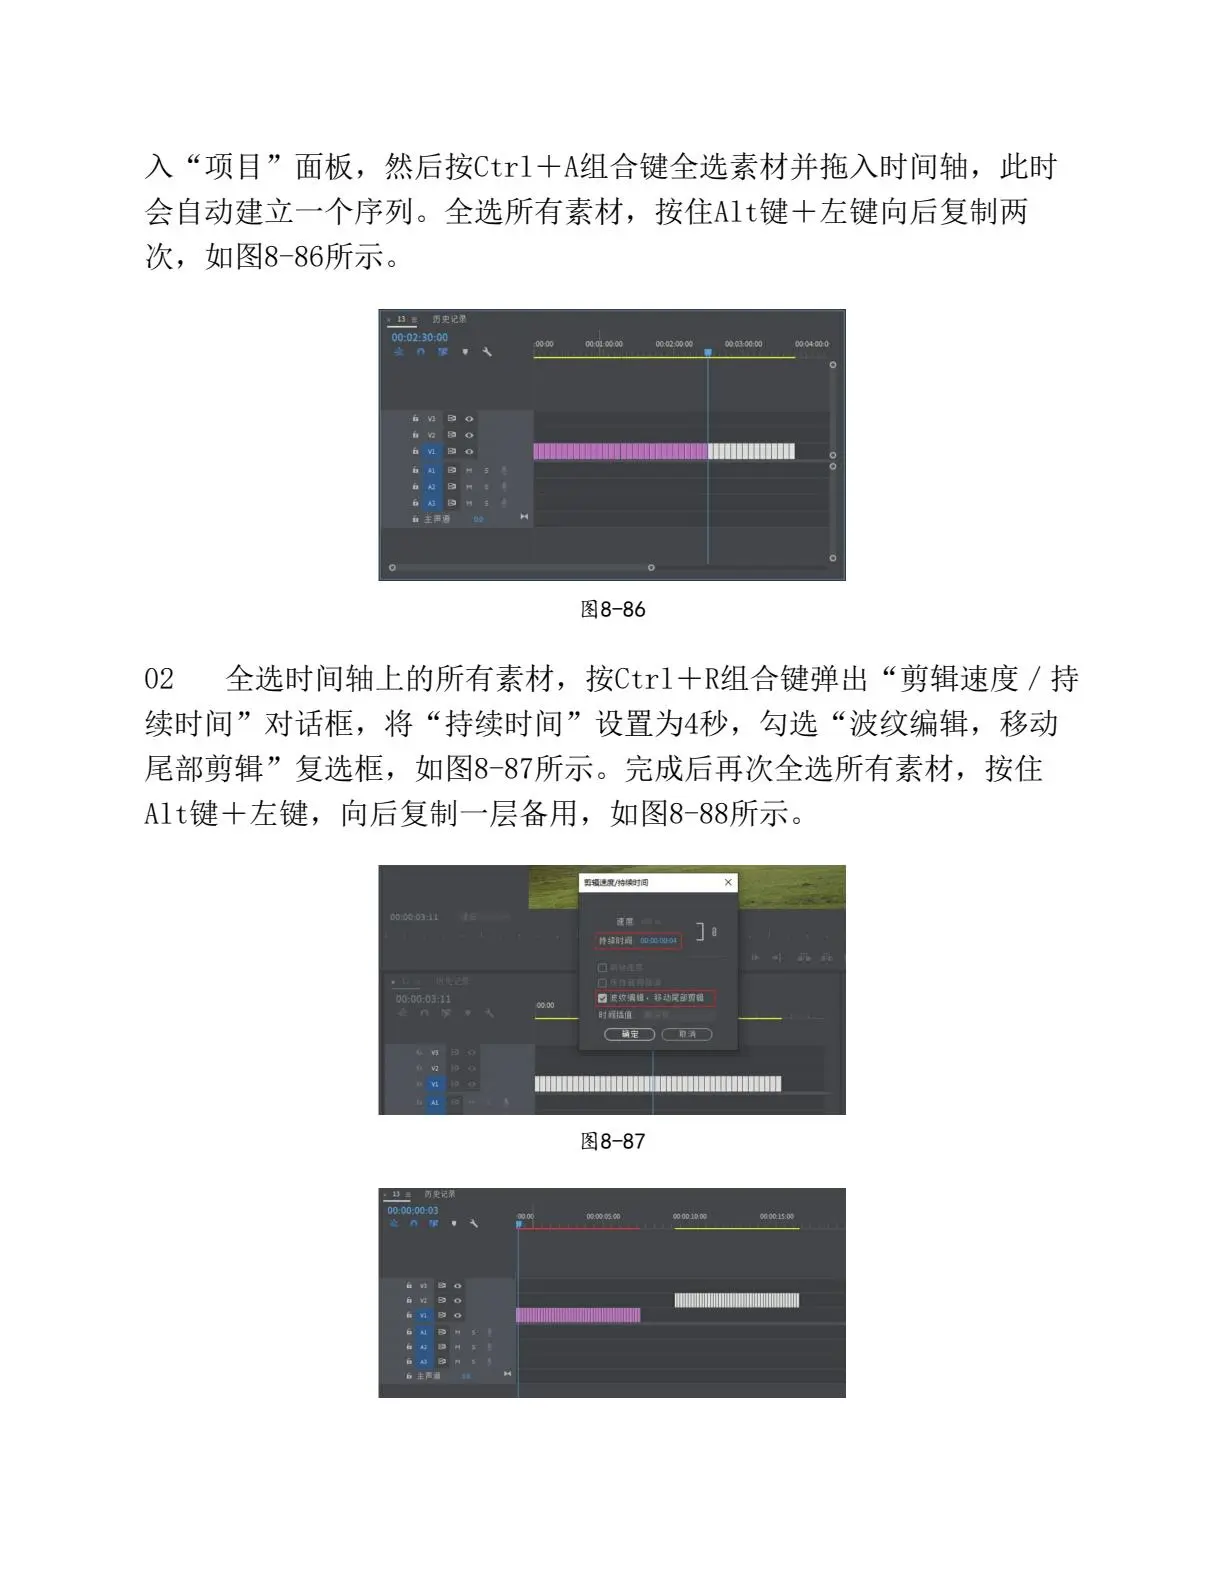 入“项目”面板，然后按Ctrl＋A组合键全选素材并拖入时间轴，此时
会自动建立一个序列。全选所有素材，按住Alt键＋左键向后复制两
次，如图8-86所示。
× 13 ≡ 历史记录
00:02:30:00
:00:00 00:01:00:00 00:02:00:00 00:03:00:00 00:04:00:0
V3
V2
V1
A1 M S
A2 M S
A3 M S
主声道 0.0
图8-86
02 全选时间轴上的所有素材，按Ctrl＋R组合键弹出“剪辑速度／持
续时间”对话框，将“持续时间”设置为4秒，勾选“波纹编辑，移动
尾部剪辑”复选框，如图8-87所示。完成后再次全选所有素材，按住
Alt键＋左键，向后复制一层备用，如图8-88所示。
剪辑速度/持续时间 ×
00:00:03:11
速度:
持续时间: 00:00:00:04
波纹编辑，移动尾部剪辑
时间插值:
确定 取消
历史记录
00:00:03:11
:00:00
V3
V2
V1
A1
图8-87
× 13 ≡ 历史记录
00:00:00:03
:00:00 00:00:05:00 00:00:10:00 00:00:15:00
V3
V2
V1
A1 M S
A2 M S
A3 M S
主声道 0.0